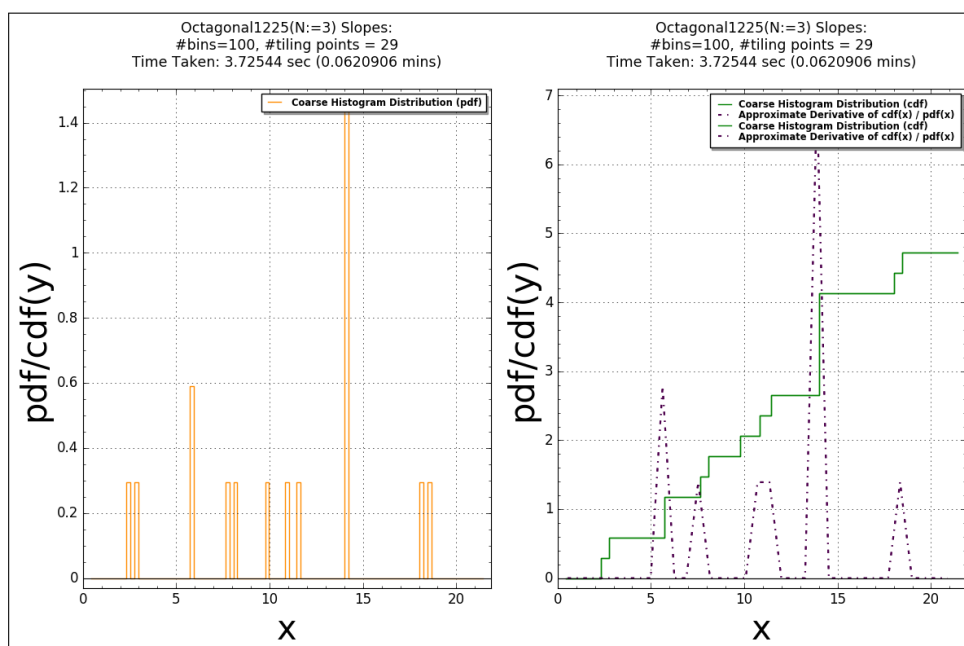 Octagonal1225(N:=3) Slopes:
#bins=100, #tiling points = 29
Time Taken: 3.72544 sec (0.0620906 mins)
Coarse Histogram Distribution (pdf)
pdf/cdf(y)
1.4
1.2
1
0.8
0.6
0.4
0.2
0
0
5
10
15
20
x
Octagonal1225(N:=3) Slopes:
#bins=100, #tiling points = 29
Time Taken: 3.72544 sec (0.0620906 mins)
Coarse Histogram Distribution (cdf)
Approximate Derivative of cdf(x) / pdf(x)
Coarse Histogram Distribution (cdf)
Approximate Derivative of cdf(x) / pdf(x)
pdf/cdf(y)
7
6
5
4
3
2
1
0
0
5
10
15
20
x